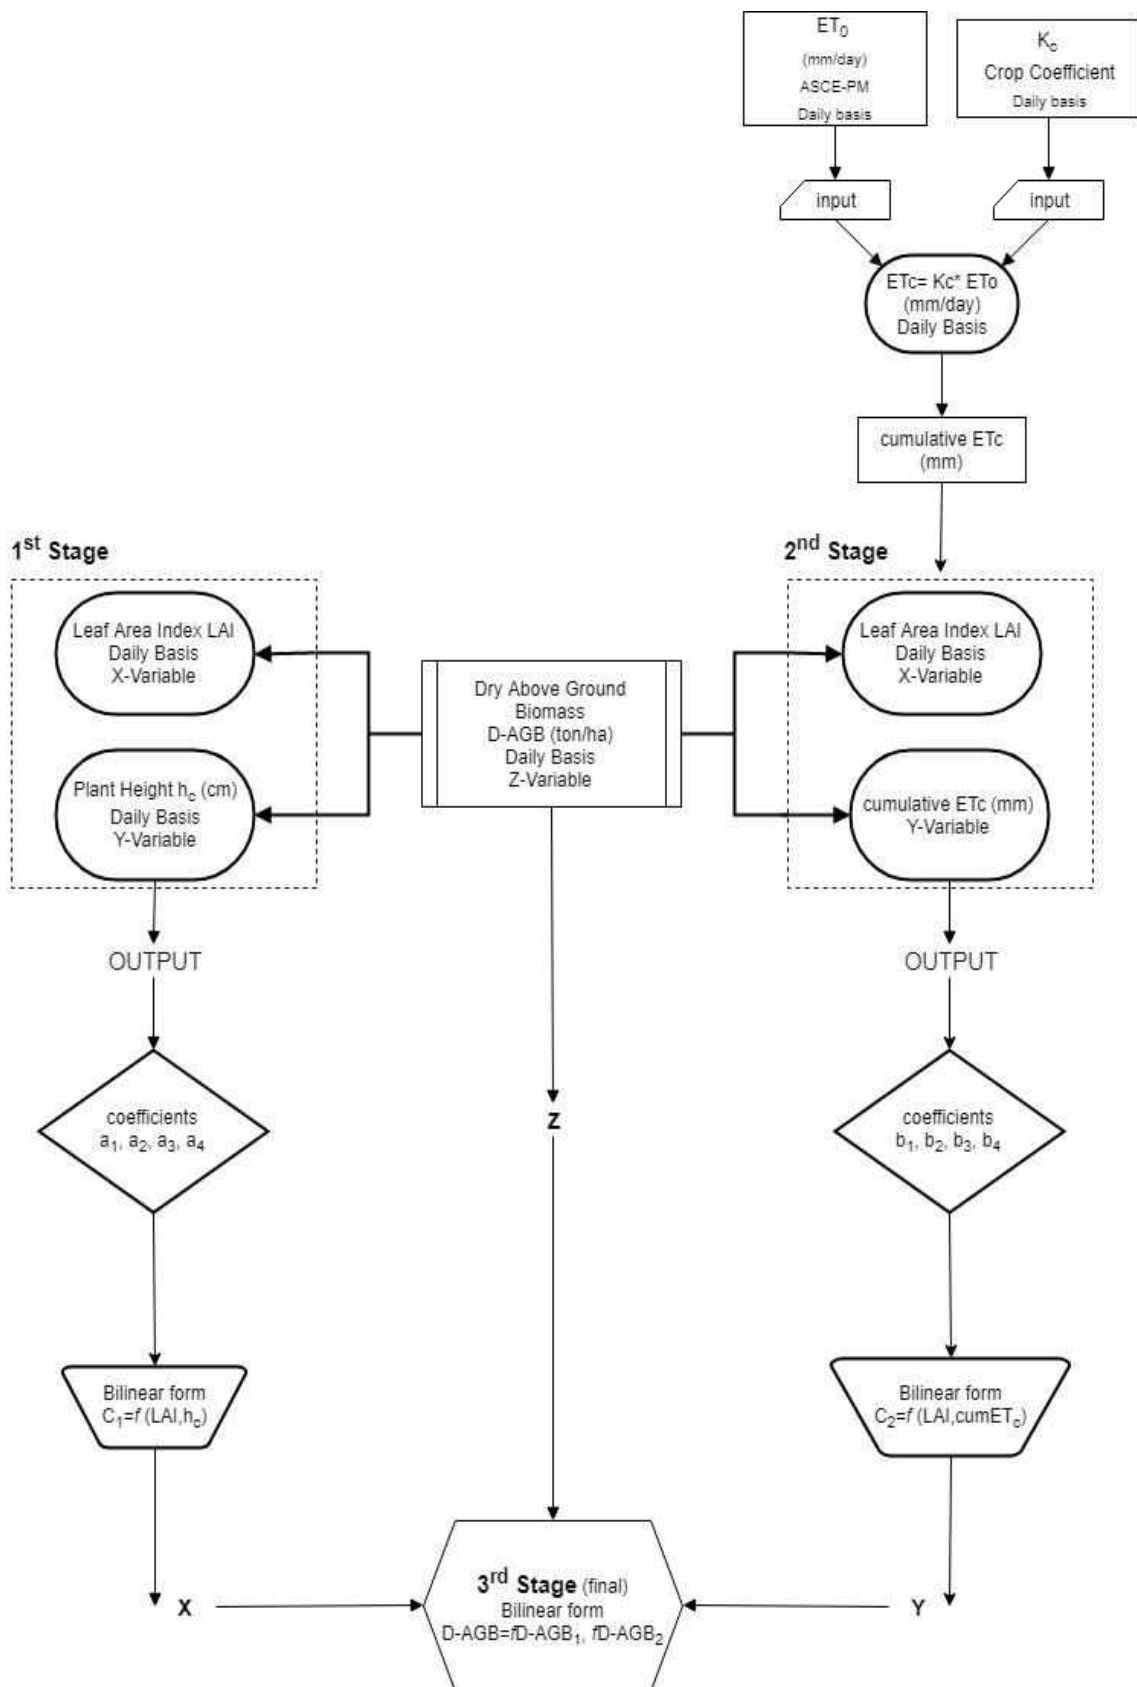 ET₀
(mm/day)
ASCE-PM
Daily basis
K꜀
Crop Coefficient
Daily basis
input
input
ETc= Kc* ETo
(mm/day)
Daily Basis
cumulative ETc
(mm)
1ˢᵗ Stage
2ⁿᵈ Stage
Leaf Area Index LAI
Daily Basis
X-Variable
Plant Height h꜀ (cm)
Daily Basis
Y-Variable
Dry Above Ground
Biomass
D-AGB (ton/ha)
Daily Basis
Z-Variable
Leaf Area Index LAI
Daily Basis
X-Variable
cumulative ETc (mm)
Y-Variable
OUTPUT
OUTPUT
coefficients
a₁, a₂, a₃, a₄
Z
coefficients
b₁, b₂, b₃, b₄
Bilinear form
C₁=f (LAI,h꜀)
Bilinear form
C₂=f (LAI,cumET꜀)
X
3ʳᵈ Stage (final)
Bilinear form
D-AGB=fD-AGB₁, fD-AGB₂
Y